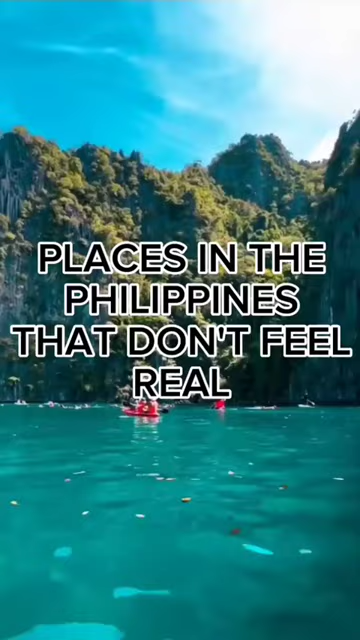 PLACES IN THE
PHILIPPINES
THAT DON'T FEEL
REAL